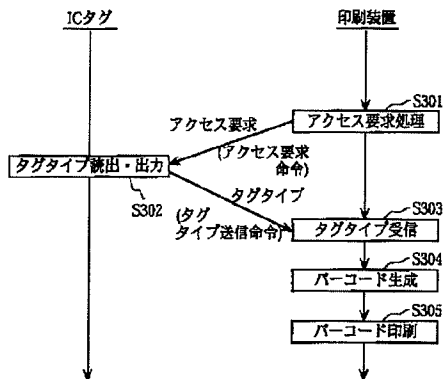 ICタグ
印刷装置
S301
アクセス要求処理
アクセス要求
(アクセス要求
命令)
タグタイプ読出・出力
S302
タグタイプ
(タグ
タイプ送信命令)
S303
タグタイプ受信
S304
バーコード生成
S305
バーコード印刷